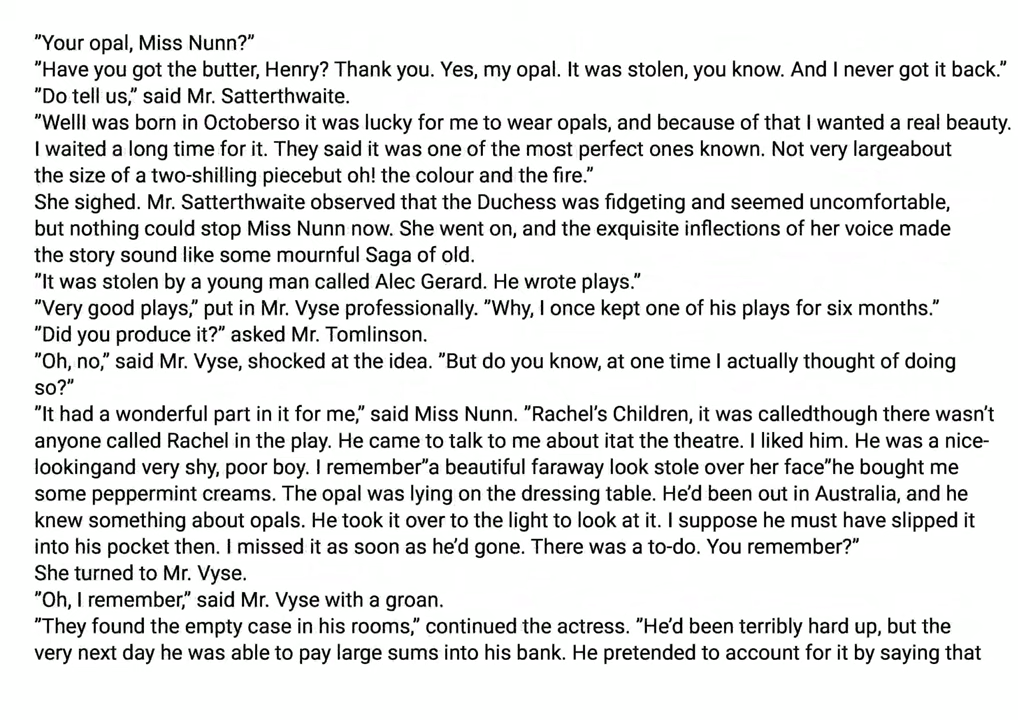 "Your opal, Miss Nunn?"
"Have you got the butter, Henry? Thank you. Yes, my opal. It was stolen, you know. And I never got it back."
"Do tell us," said Mr. Satterthwaite.
"WellI was born in Octoberso it was lucky for me to wear opals, and because of that I wanted a real beauty.
I waited a long time for it. They said it was one of the most perfect ones known. Not very largeabout
the size of a two-shilling piecebut oh! the colour and the fire."
She sighed. Mr. Satterthwaite observed that the Duchess was fidgeting and seemed uncomfortable,
but nothing could stop Miss Nunn now. She went on, and the exquisite inflections of her voice made
the story sound like some mournful Saga of old.
"It was stolen by a young man called Alec Gerard. He wrote plays."
"Very good plays," put in Mr. Vyse professionally. "Why, I once kept one of his plays for six months."
"Did you produce it?" asked Mr. Tomlinson.
"Oh, no," said Mr. Vyse, shocked at the idea. "But do you know, at one time I actually thought of doing
so?"
"It had a wonderful part in it for me," said Miss Nunn. "Rachel's Children, it was calledthough there wasn't
anyone called Rachel in the play. He came to talk to me about itat the theatre. I liked him. He was a nice-
lookingand very shy, poor boy. I remember"a beautiful faraway look stole over her face"he bought me
some peppermint creams. The opal was lying on the dressing table. He'd been out in Australia, and he
knew something about opals. He took it over to the light to look at it. I suppose he must have slipped it
into his pocket then. I missed it as soon as he'd gone. There was a to-do. You remember?"
She turned to Mr. Vyse.
"Oh, I remember," said Mr. Vyse with a groan.
"They found the empty case in his rooms," continued the actress. "He'd been terribly hard up, but the
very next day he was able to pay large sums into his bank. He pretended to account for it by saying that